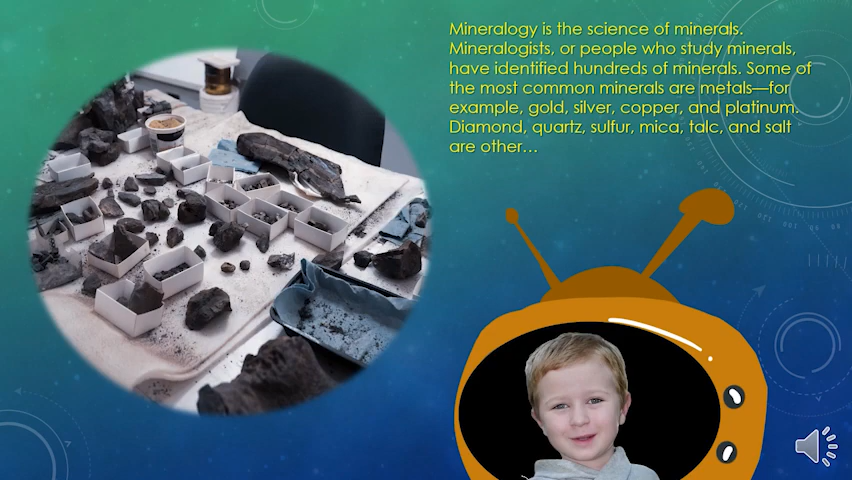 Mineralogy is the science of minerals.
Mineralogists, or people who study minerals,
have identified hundreds of minerals. Some of
the most common minerals are metals—for
example, gold, silver, copper, and platinum.
Diamond, quartz, sulfur, mica, talc, and salt
are other…